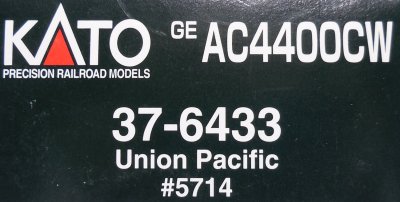 KATO
PRECISION RAILROAD MODELS
GE AC4400CW
37-6433
Union Pacific
#5714